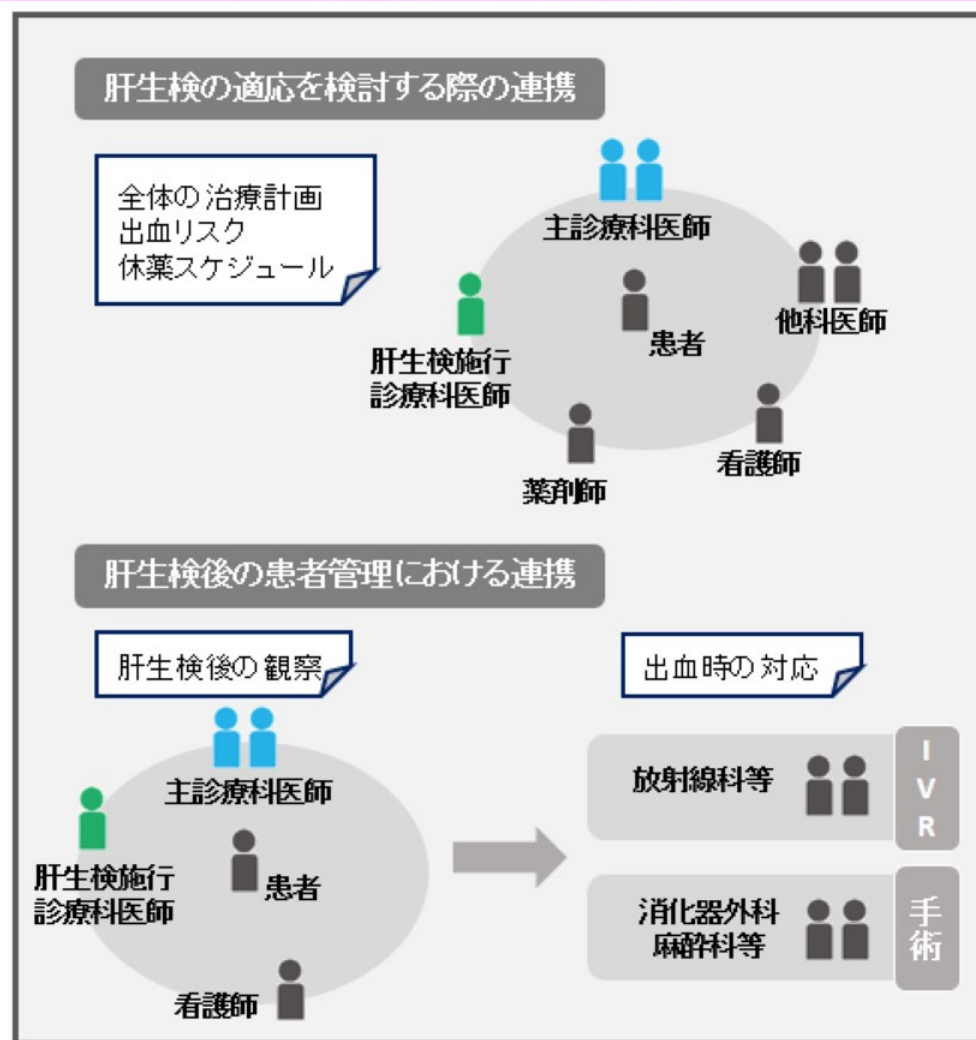 肝生検の適応を検討する際の連携
全体の治療計画
出血リスク
休薬スケジュール
主診療科医師
他科医師
患者
肝生検施行
診療科医師
看護師
薬剤師
肝生検後の患者管理における連携
肝生検後の観察
主診療科医師
肝生検施行
診療科医師
患者
看護師
出血時の対応
放射線科等
IVR
消化器外科
麻酔科等
手術